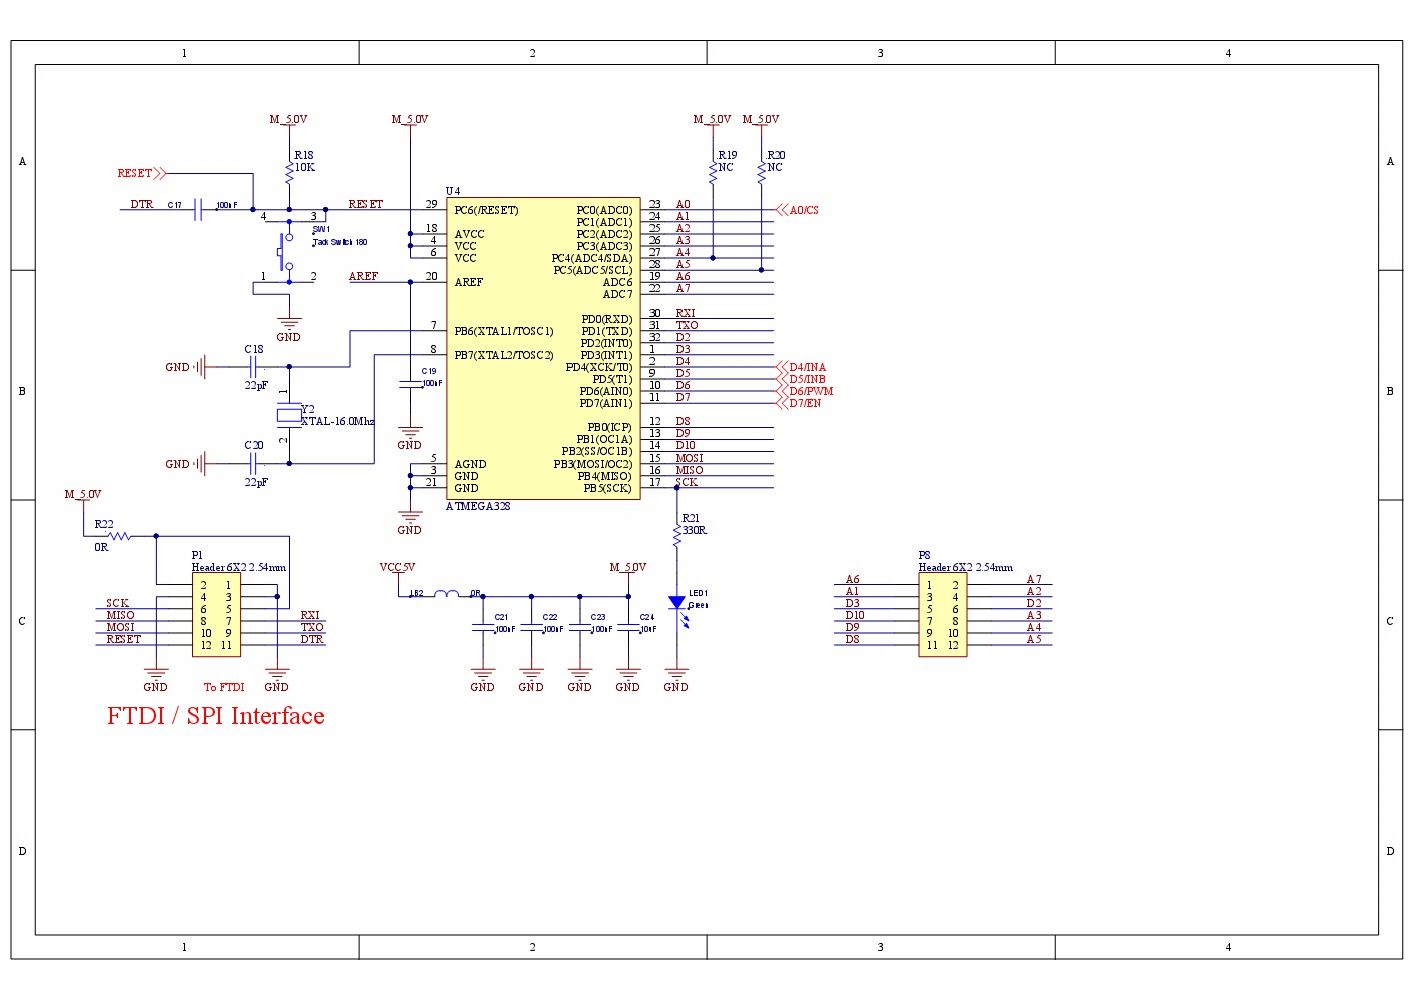 1 2 3 4
A A
B B
C C
D D
1 2 3 4
M_5.0V M_5.0V M_5.0V M_5.0V
R18
10K
R19
NC
R20
NC
RESET
DTR C17 100nF RESET
4 3
SW1
Tack Switch 180
1 2
GND
AREF
U4
29 PC6(/RESET)
18 AVCC
4 VCC
6 VCC
20 AREF
7 PB6(XTAL1/TOSC1)
8 PB7(XTAL2/TOSC2)
5 AGND
3 GND
21 GND
PC0(ADC0) 23 A0 A0/CS
PC1(ADC1) 24 A1
PC2(ADC2) 25 A2
PC3(ADC3) 26 A3
PC4(ADC4/SDA) 27 A4
PC5(ADC5/SCL) 28 A5
ADC6 19 A6
ADC7 22 A7
PD0(RXD) 30 RXI
PD1(TXD) 31 TXO
PD2(INT0) 32 D2
PD3(INT1) 1 D3
PD4(XCK/T0) 2 D4 D4/INA
PD5(T1) 9 D5 D5/INB
PD6(AIN0) 10 D6 D6/PWM
PD7(AIN1) 11 D7 D7/EN
PB0(ICP) 12 D8
PB1(OC1A) 13 D9
PB2(SS/OC1B) 14 D10
PB3(MOSI/OC2) 15 MOSI
PB4(MISO) 16 MISO
PB5(SCK) 17 SCK
ATMEGA328
C18
GND
22pF
1
Y2
XTAL-16.0Mhz
2
C20
GND
22pF
C19
100nF
GND
GND
M_5.0V
R22
0R
P1
Header 6X2 2.54mm
2 1
4 3
SCK 6 5
MISO 8 7 RXI
MOSI 10 9 TXO
RESET 12 11 DTR
GND To FTDI GND
FTDI / SPI Interface
VCC5V M_5.0V
LB2 0R
C21
100nF
C22
100nF
C23
100nF
C24
10nF
GND GND GND GND GND
R21
330R
LED1
Green
P8
Header 6X2 2.54mm
A6 1 2 A7
A1 3 4 A2
D3 5 6 D2
D10 7 8 A3
D9 9 10 A4
D8 11 12 A5